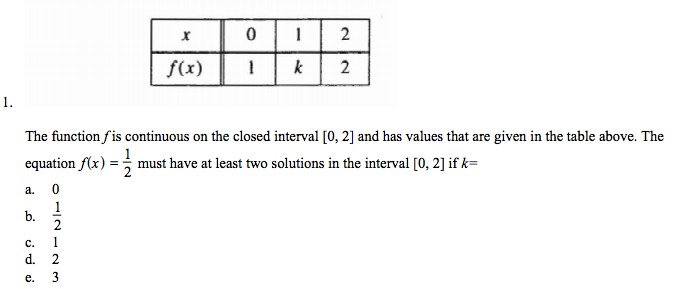 x 0 1 2
f(x) 1 k 2
1.
The function f is continuous on the closed interval [0, 2] and has values that are given in the table above. The
equation f(x) = 1/2 must have at least two solutions in the interval [0, 2] if k=
a. 0
b. 1/2
c. 1
d. 2
e. 3